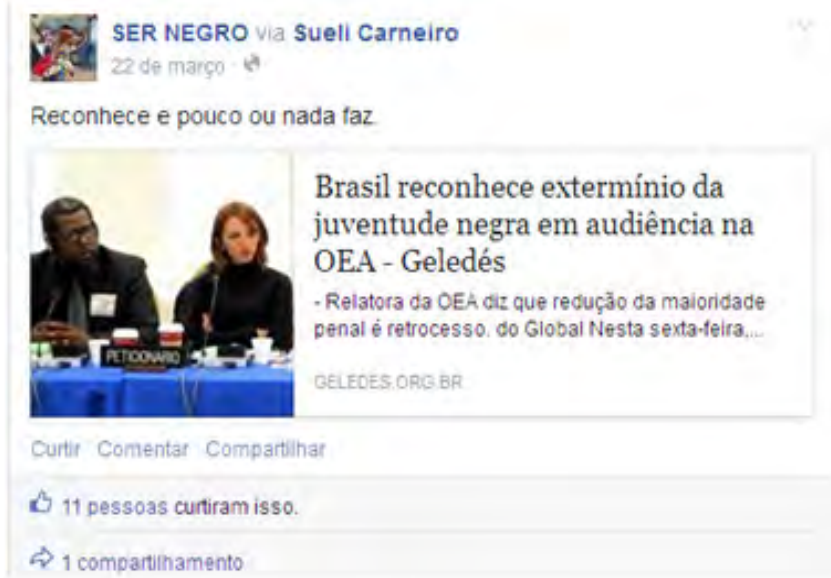 SER NEGRO via Sueli Carneiro
22 de março
Reconhece e pouco ou nada faz.
Brasil reconhece extermínio da
juventude negra em audiência na
OEA - Geledés
- Relatora da OEA diz que redução da maioridade
penal é retrocesso. do Global Nesta sexta-feira,...
PETICIONARIO
GELEDES.ORG.BR
Curtir Comentar Compartilhar
11 pessoas curtiram isso.
1 compartilhamento